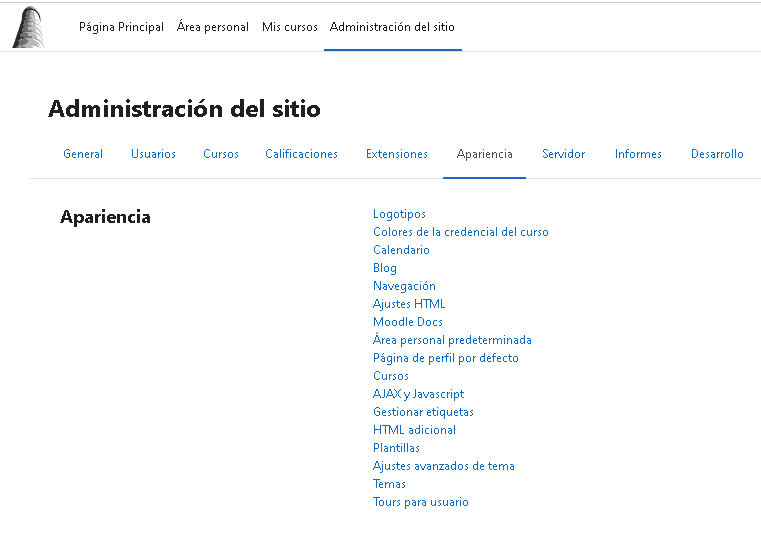 Página Principal Área personal Mis cursos Administración del sitio
Administración del sitio
General Usuarios Cursos Calificaciones Extensiones Apariencia Servidor Informes Desarrollo
Apariencia
Logotipos
Colores de la credencial del curso
Calendario
Blog
Navegación
Ajustes HTML
Moodle Docs
Área personal predeterminada
Página de perfil por defecto
Cursos
AJAX y Javascript
Gestionar etiquetas
HTML adicional
Plantillas
Ajustes avanzados de tema
Temas
Tours para usuario